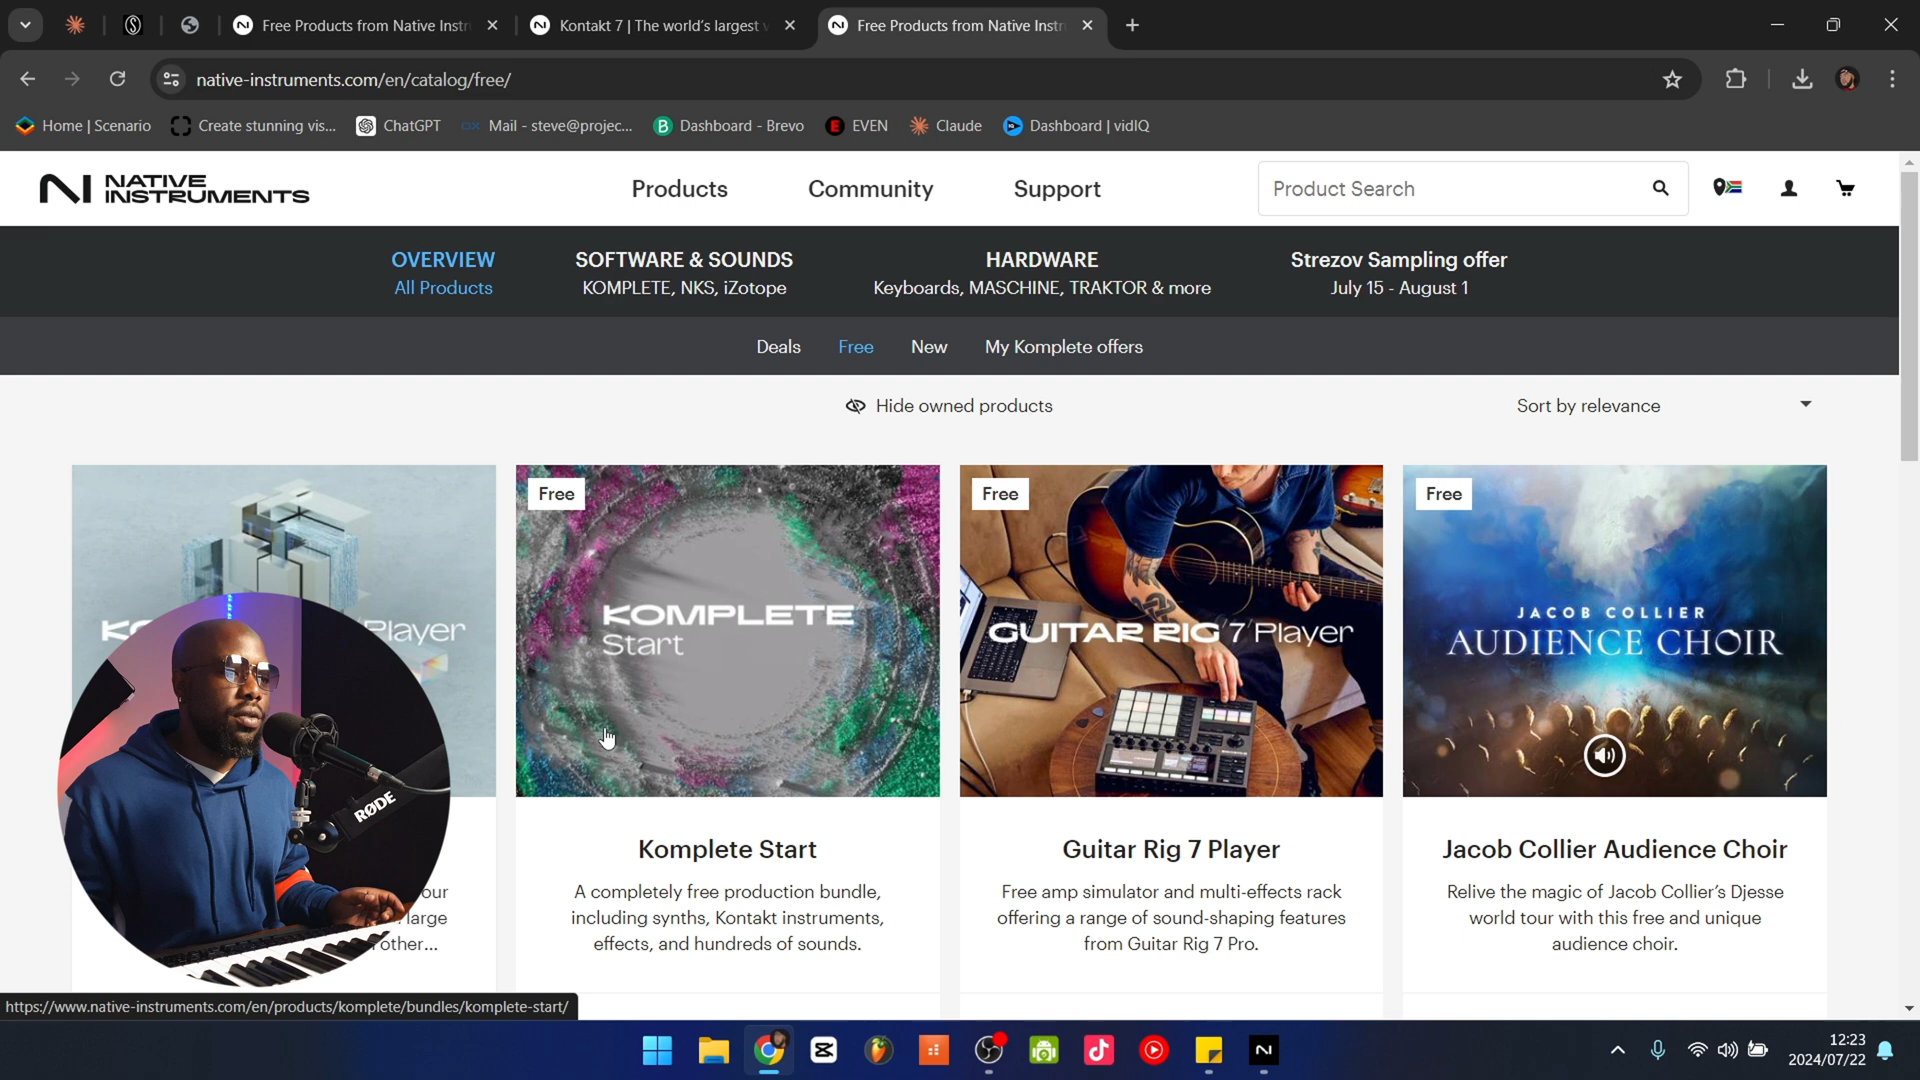 Free Products from Native Instr
Kontakt 7 | The world's largest v
Free Products from Native Instr
native-instruments.com/en/catalog/free/
Home | Scenario
Create stunning vis...
ChatGPT
Mail - steve@projec...
Dashboard - Brevo
EVEN
Claude
Dashboard | vidIQ
NATIVE INSTRUMENTS
Products
Community
Support
Product Search
OVERVIEW
All Products
SOFTWARE & SOUNDS
KOMPLETE, NKS, iZotope
HARDWARE
Keyboards, MASCHINE, TRAKTOR & more
Strezov Sampling offer
July 15 - August 1
Deals
Free
New
My Komplete offers
Hide owned products
Sort by relevance
Player
Free
KOMPLETE
Start
Free
GUITAR RIG 7 Player
Free
JACOB COLLIER
AUDIENCE CHOIR
RØDE
our
large
other...
Komplete Start
A completely free production bundle,
including synths, Kontakt instruments,
effects, and hundreds of sounds.
Guitar Rig 7 Player
Free amp simulator and multi-effects rack
offering a range of sound-shaping features
from Guitar Rig 7 Pro.
Jacob Collier Audience Choir
Relive the magic of Jacob Collier's Djesse
world tour with this free and unique
audience choir.
https://www.native-instruments.com/en/products/komplete/bundles/komplete-start/
12:23
2024/07/22